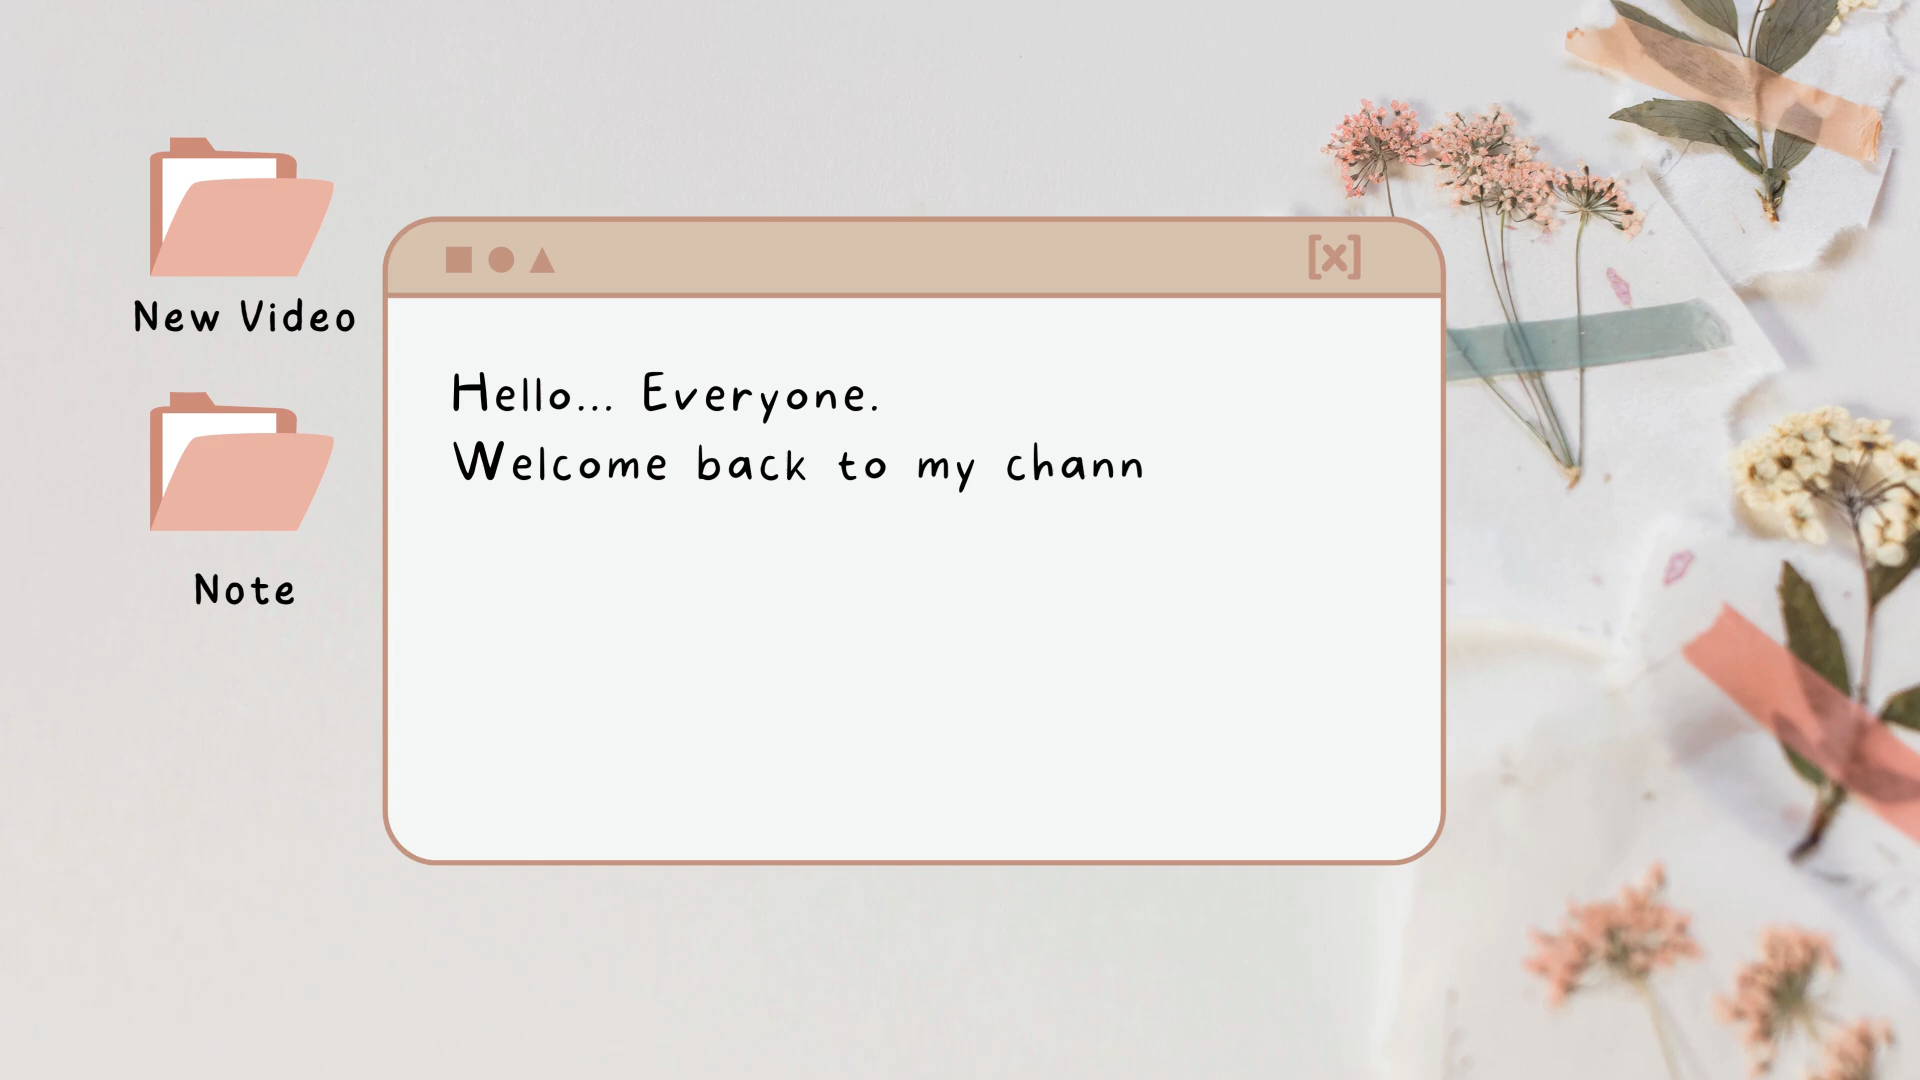 New Video
Note
[x]
Hello... Everyone.
Welcome back to my chann